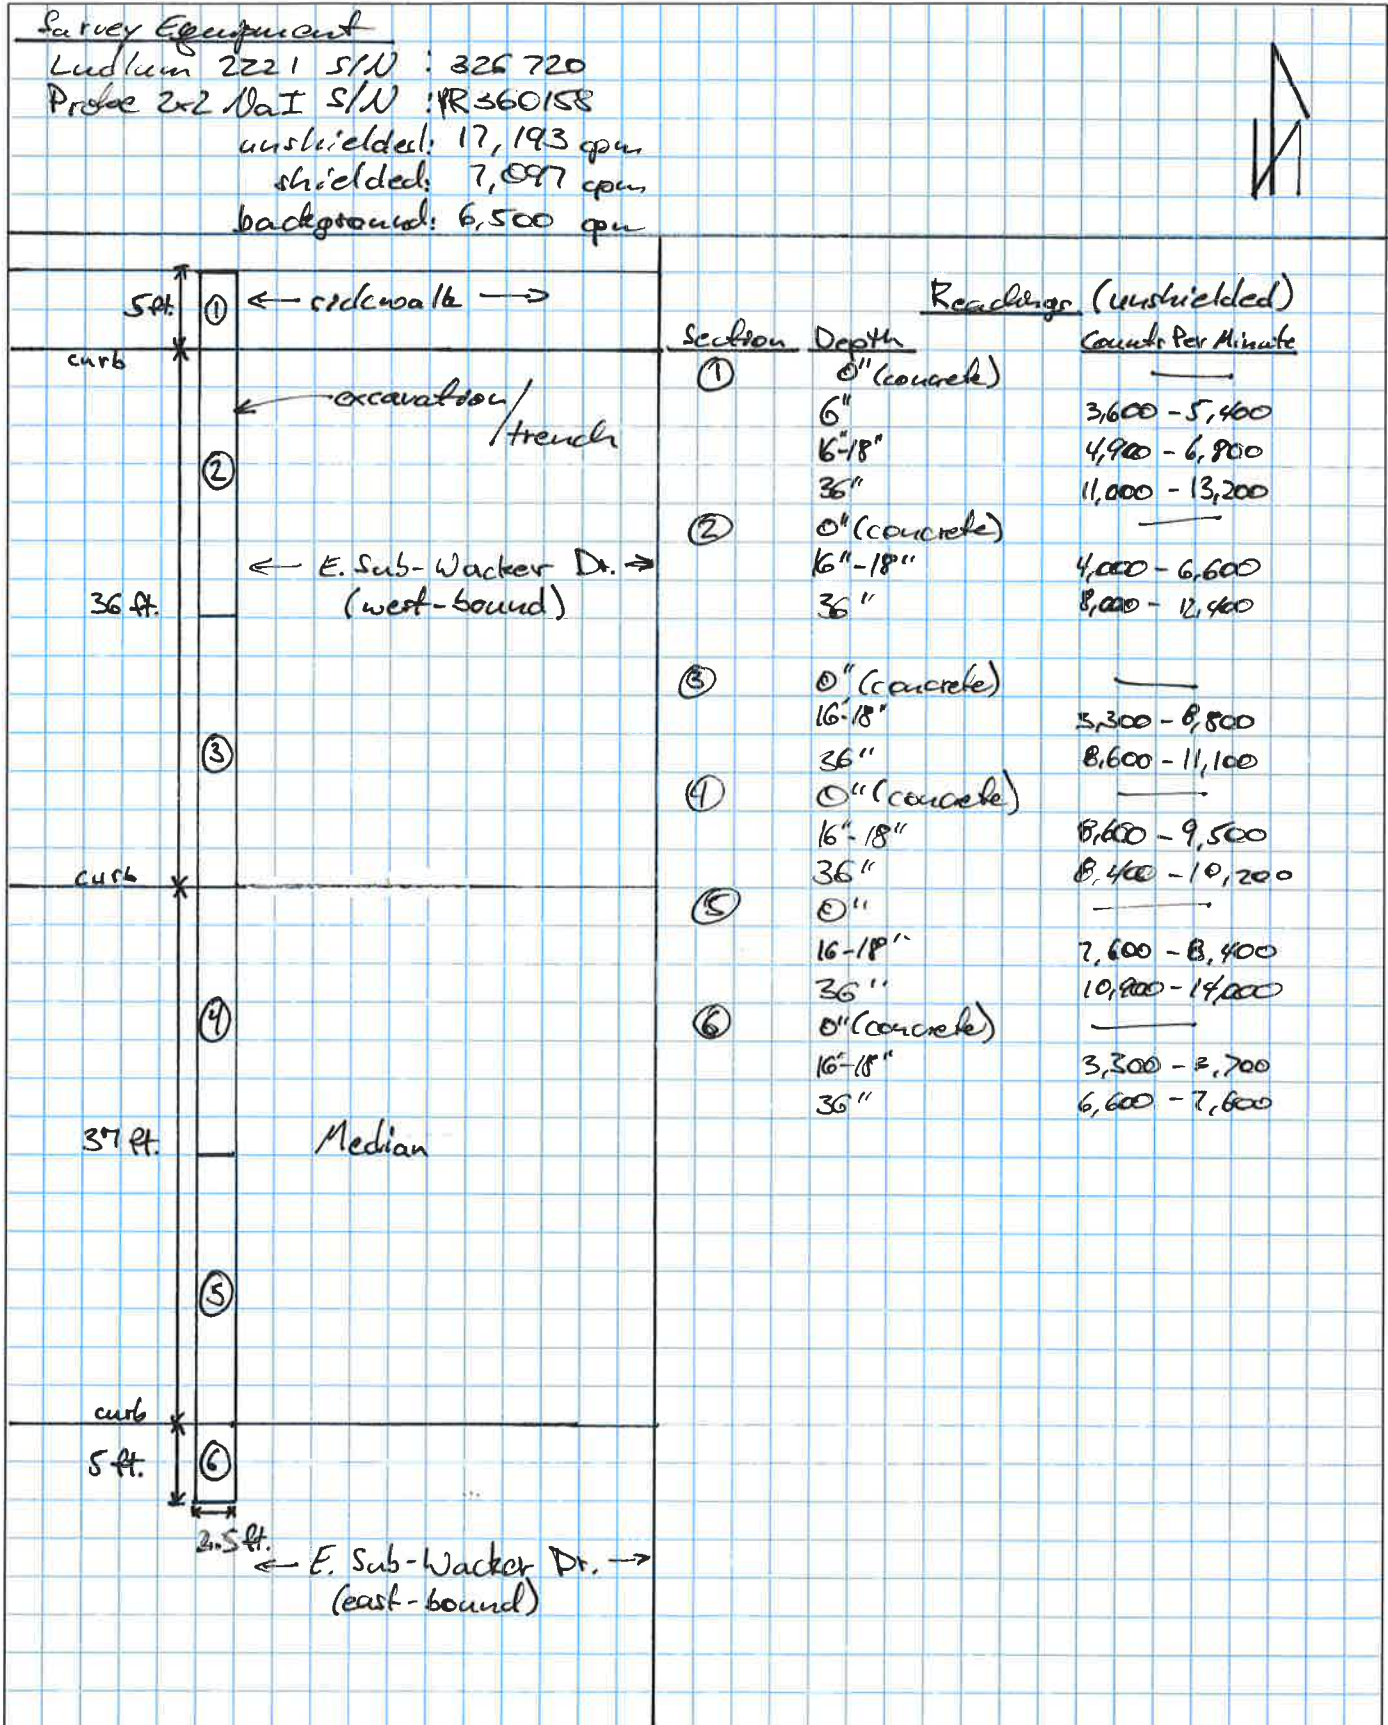 Survey Equipment
Ludlum 2221 S/N : 326720
Probe 2x2 NaI S/N : PR360158
unshielded: 17,193 cpm
shielded: 7,097 cpm
background: 6,500 cpm
N
5ft. ① ← sidewalk →
curb
excavation/trench
②
← E. Sub-Wacker Dr. →
(west-bound)
36 ft.
③
curb
④
37 ft. Median
⑤
curb
5 ft. ⑥
2.5 ft.
← E. Sub-Wacker Dr. →
(east-bound)
Readings (unshielded)
Section Depth Counts Per Minute
① 0" (concrete) —
6" 3,600 - 5,400
16"-18" 4,900 - 6,800
36" 11,000 - 13,200
② 0" (concrete) —
16"-18" 4,000 - 6,600
36" 8,000 - 12,400
③ 0" (concrete) —
16-18" 5,300 - 6,800
36" 8,600 - 11,100
④ 0" (concrete) —
16"-18" 8,600 - 9,500
36" 8,400 - 10,200
⑤ 0" —
16-18" 7,600 - 8,400
36" 10,900 - 14,000
⑥ 0" (concrete) —
16-18" 3,300 - 3,700
36" 6,600 - 7,600